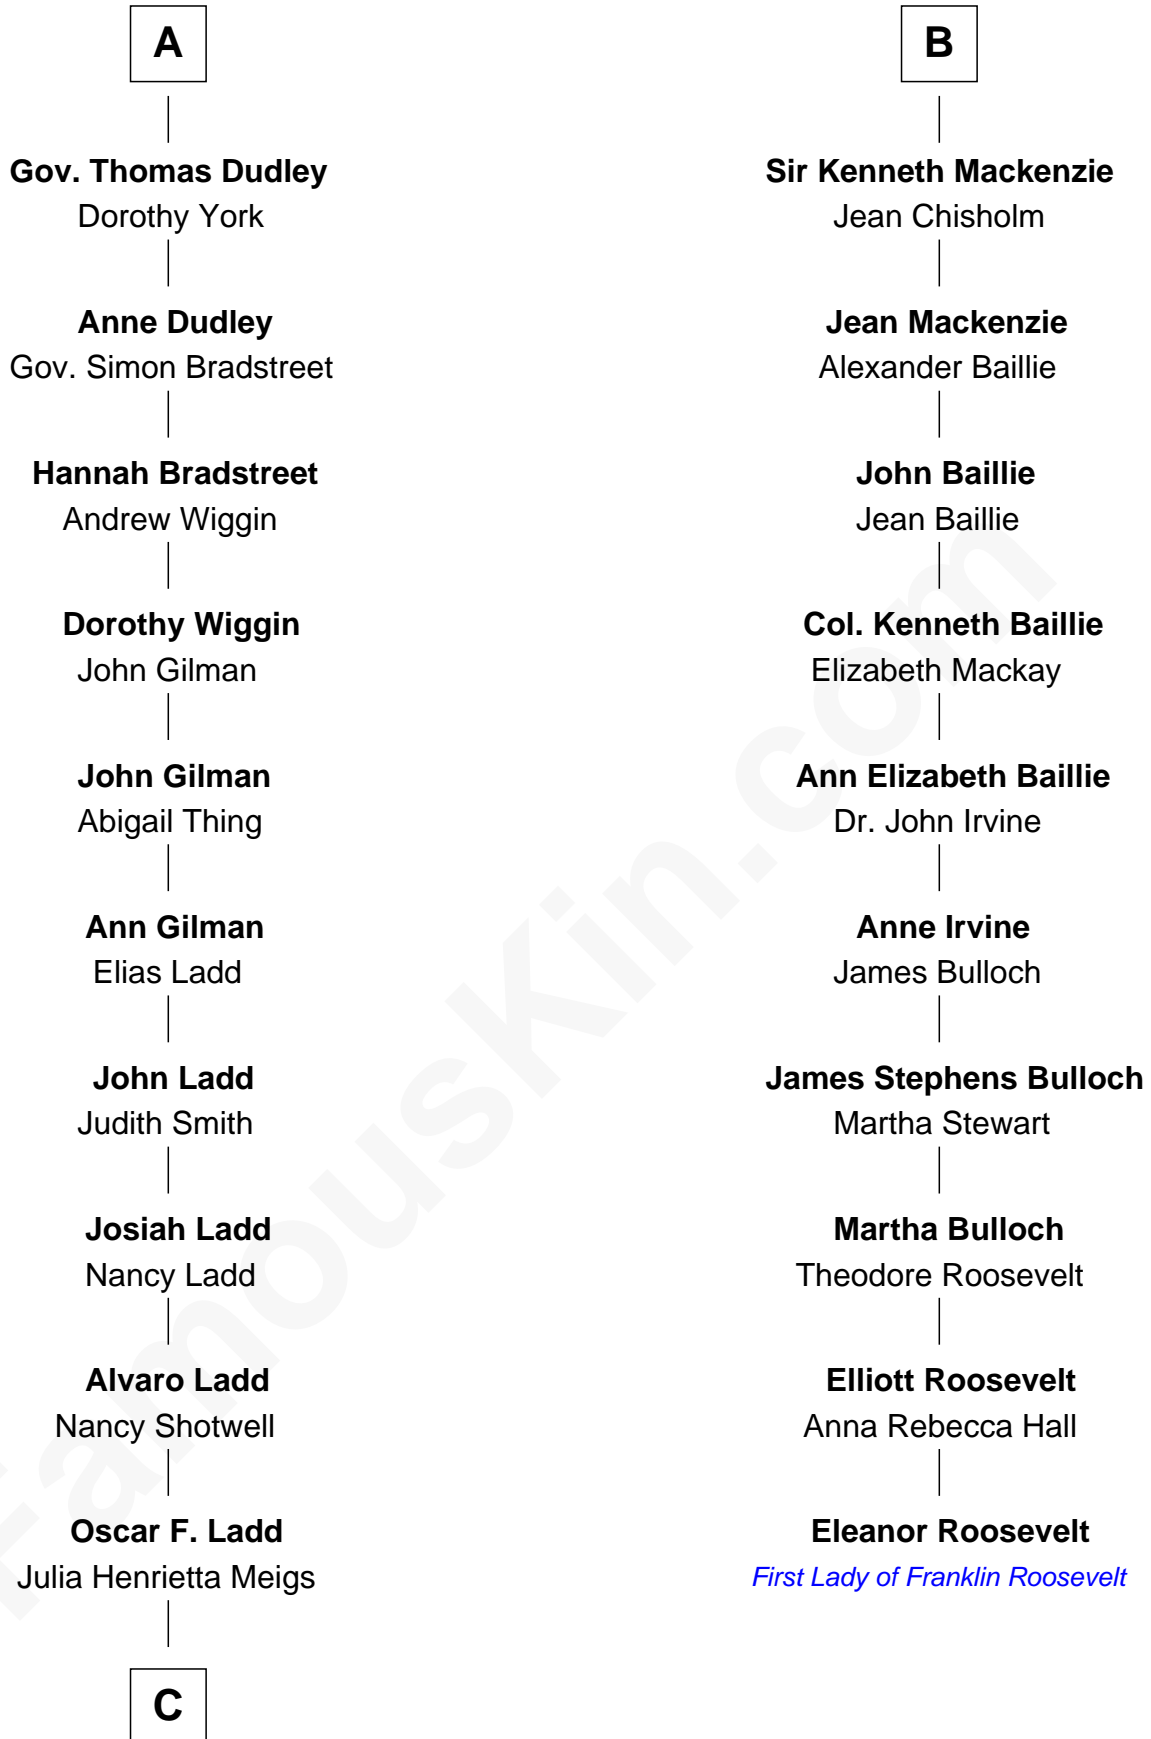 A
Gov. Thomas Dudley
Dorothy York
Anne Dudley
Gov. Simon Bradstreet
Hannah Bradstreet
Andrew Wiggin
Dorothy Wiggin
John Gilman
John Gilman
Abigail Thing
Ann Gilman
Elias Ladd
John Ladd
Judith Smith
Josiah Ladd
Nancy Ladd
Alvaro Ladd
Nancy Shotwell
Oscar F. Ladd
Julia Henrietta Meigs
C
B
Sir Kenneth Mackenzie
Jean Chisholm
Jean Mackenzie
Alexander Baillie
John Baillie
Jean Baillie
Col. Kenneth Baillie
Elizabeth Mackay
Ann Elizabeth Baillie
Dr. John Irvine
Anne Irvine
James Bulloch
James Stephens Bulloch
Martha Stewart
Martha Bulloch
Theodore Roosevelt
Elliott Roosevelt
Anna Rebecca Hall
Eleanor Roosevelt
First Lady of Franklin Roosevelt
FamousKin.com